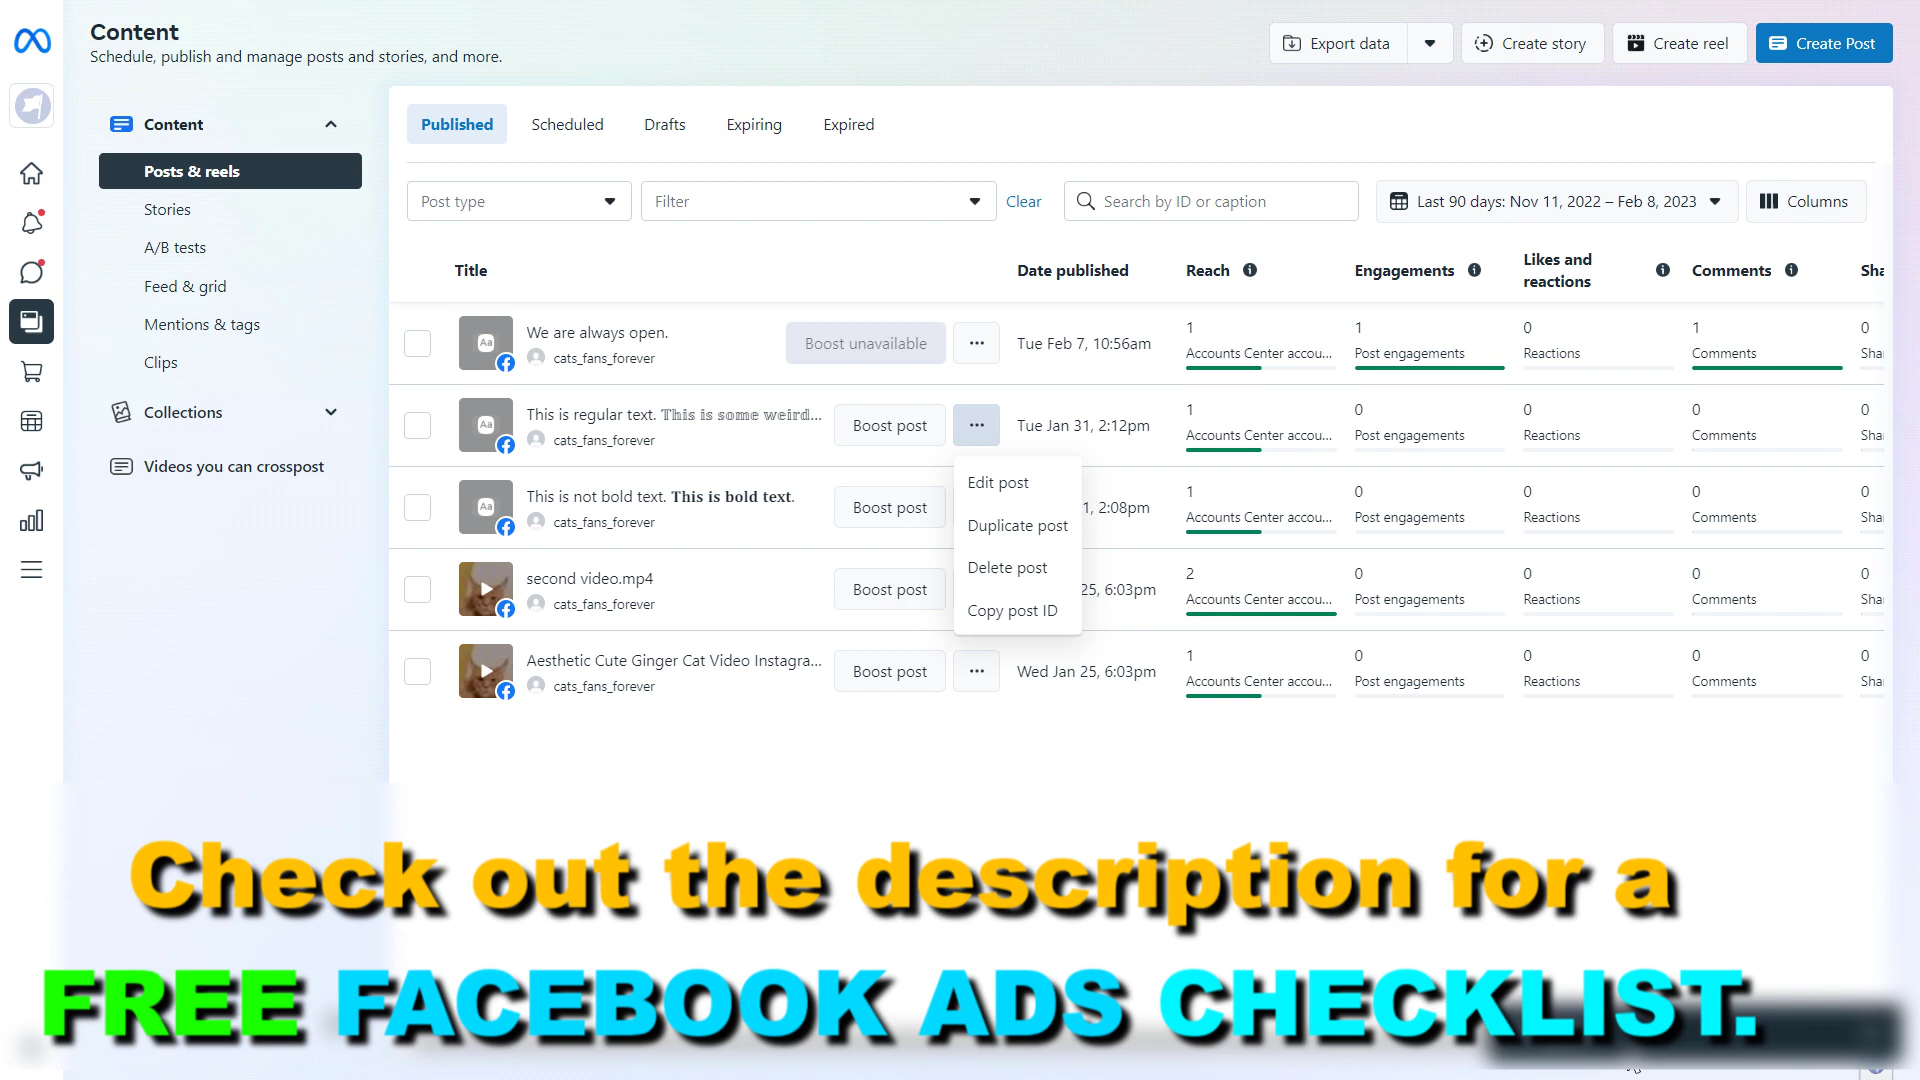 Content
Schedule, publish and manage posts and stories, and more.
Export data
Create story
Create reel
Create Post
Content
Posts & reels
Stories
A/B tests
Feed & grid
Mentions & tags
Clips
Collections
Videos you can crosspost
Published Scheduled Drafts Expiring Expired
Post type
Filter
Clear
Search by ID or caption
Last 90 days: Nov 11, 2022 – Feb 8, 2023
Columns
Title Date published Reach Engagements Likes and reactions Comments Sha
Aa We are always open. Boost unavailable ... Tue Feb 7, 10:56am 1 1 0 1 0
cats_fans_forever Accounts Center accou... Post engagements Reactions Comments Sha
Aa This is regular text. 𝕋𝕙𝕚𝕤 𝕚𝕤 𝕤𝕠𝕞𝕖 𝕨𝕖𝕚𝕣𝕕... Boost post ... Tue Jan 31, 2:12pm 1 0 0 0 0
cats_fans_forever Accounts Center accou... Post engagements Reactions Comments Sha
Edit post
Duplicate post
Delete post
Copy post ID
Aa This is not bold text. 𝐓𝐡𝐢𝐬 𝐢𝐬 𝐛𝐨𝐥𝐝 𝐭𝐞𝐱𝐭. Boost post 1, 2:08pm 1 0 0 0 0
cats_fans_forever Accounts Center accou... Post engagements Reactions Comments Sha
second video.mp4 Boost post 25, 6:03pm 2 0 0 0 0
cats_fans_forever Accounts Center accou... Post engagements Reactions Comments Sha
Aesthetic Cute Ginger Cat Video Instagra... Boost post ... Wed Jan 25, 6:03pm 1 0 0 0 0
cats_fans_forever Accounts Center accou... Post engagements Reactions Comments Sha
Check out the description for a
FREE FACEBOOK ADS CHECKLIST.